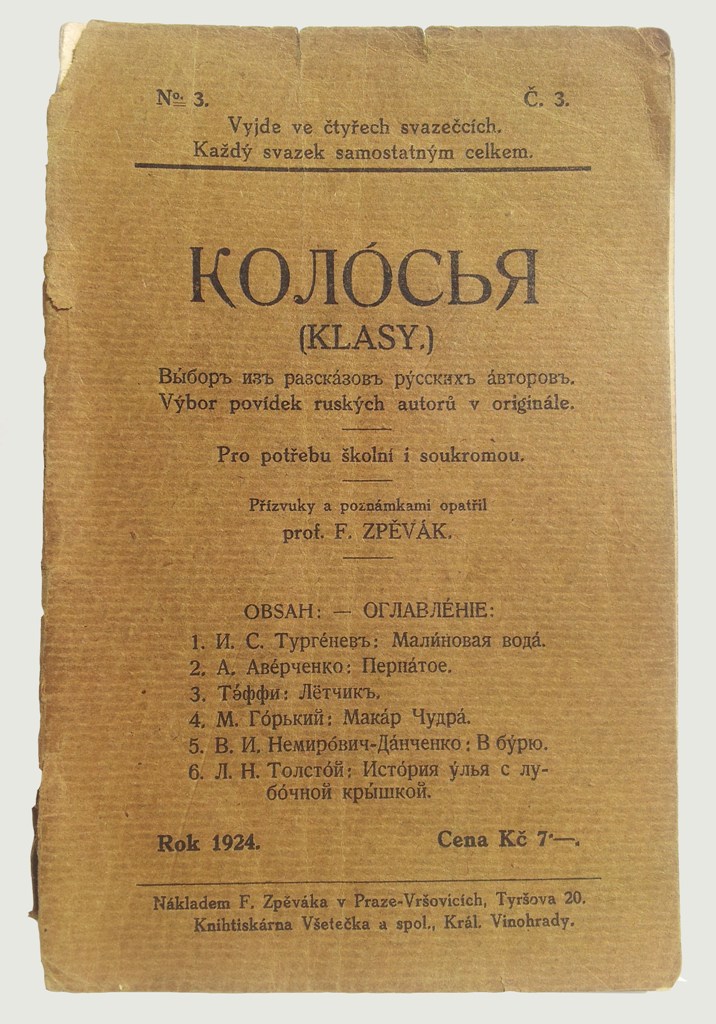 № 3. Č. 3.
Vyjde ve čtyřech svazečcích.
Každý svazek samostatným celkem.
КОЛО́СЬЯ
(KLASY.)
Вы́боръ изъ разска́зовъ ру́сскихъ а́второвъ.
Výbor povídek ruských autorů v originále.
Pro potřebu školní i soukromou.
Přízvuky a poznámkami opatřil
prof. F. ZPĚVÁK.
OBSAH: — ОГЛАВЛЕ́НІЕ:
1. И. С. Турге́невъ: Мали́новая вода́.
2. А. Аве́рченко: Перна́тое.
3. Тэ́ффи: Лётчикъ.
4. М. Го́рький: Мака́р Чудра́.
5. В. И. Немиро́вич-Да́нченко: В бу́рю.
6. Л. Н. Толсто́й: Исто́рия у́лья с лу-
бо́чной кры́шкой.
Rok 1924. Cena Kč 7·—.
Nákladem F. Zpěváka v Praze-Vršovicích, Tyršova 20.
Knihtiskárna Všetečka a spol., Král. Vinohrady.